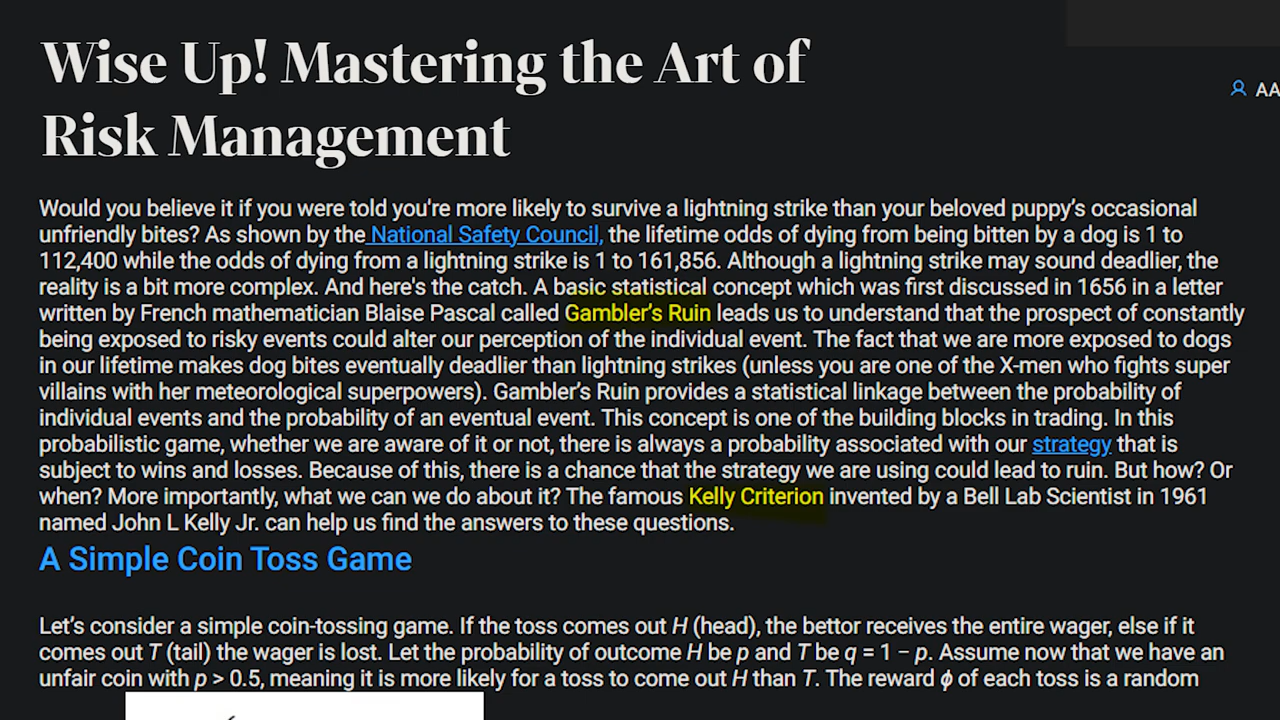 Wise Up! Mastering the Art of
Risk Management
AA
Would you believe it if you were told you're more likely to survive a lightning strike than your beloved puppy's occasional
unfriendly bites? As shown by the National Safety Council, the lifetime odds of dying from being bitten by a dog is 1 to
112,400 while the odds of dying from a lightning strike is 1 to 161,856. Although a lightning strike may sound deadlier, the
reality is a bit more complex. And here's the catch. A basic statistical concept which was first discussed in 1656 in a letter
written by French mathematician Blaise Pascal called Gambler's Ruin leads us to understand that the prospect of constantly
being exposed to risky events could alter our perception of the individual event. The fact that we are more exposed to dogs
in our lifetime makes dog bites eventually deadlier than lightning strikes (unless you are one of the X-men who fights super
villains with her meteorological superpowers). Gambler's Ruin provides a statistical linkage between the probability of
individual events and the probability of an eventual event. This concept is one of the building blocks in trading. In this
probabilistic game, whether we are aware of it or not, there is always a probability associated with our strategy that is
subject to wins and losses. Because of this, there is a chance that the strategy we are using could lead to ruin. But how? Or
when? More importantly, what we can we do about it? The famous Kelly Criterion invented by a Bell Lab Scientist in 1961
named John L Kelly Jr. can help us find the answers to these questions.
A Simple Coin Toss Game
Let's consider a simple coin-tossing game. If the toss comes out H (head), the bettor receives the entire wager, else if it
comes out T (tail) the wager is lost. Let the probability of outcome H be p and T be q = 1 − p. Assume now that we have an
unfair coin with p > 0.5, meaning it is more likely for a toss to come out H than T. The reward ϕ of each toss is a random